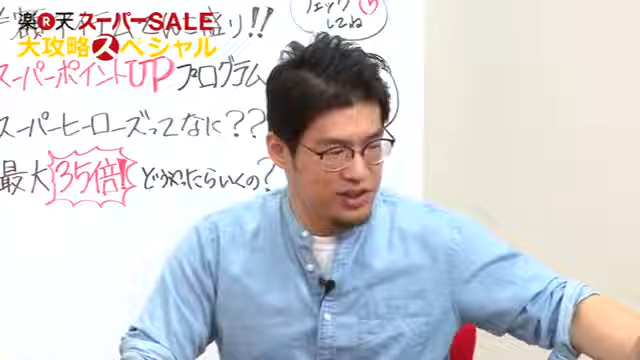 楽R天スーパーSALE
大攻略スペシャル
チェック
してね
スーパーポイントUPプログラム
スーパーヒーローズってなに??
最大35倍! どうやったらいくの?